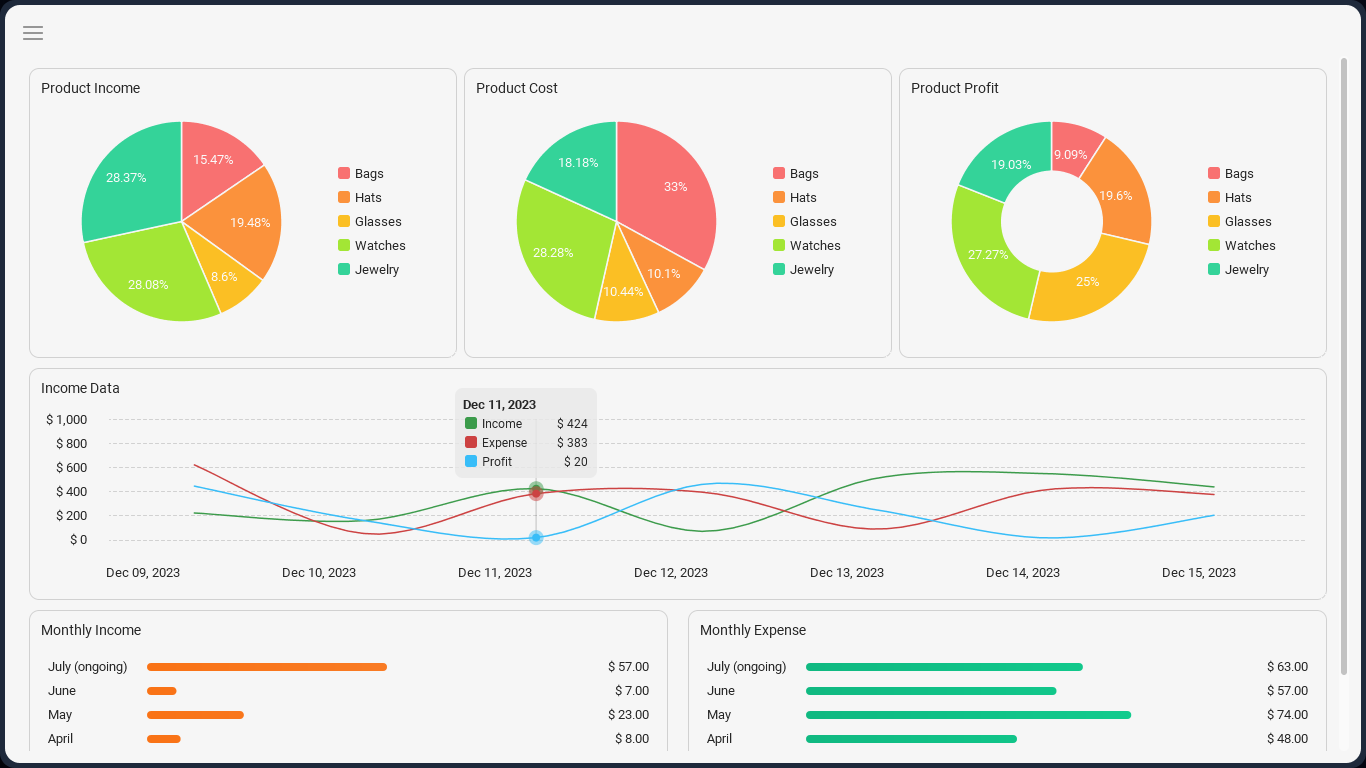 Product Income
15.47%
28.37%
19.48%
8.6%
28.08%
Bags
Hats
Glasses
Watches
Jewelry
Product Cost
18.18%
33%
28.28%
10.1%
10.44%
Bags
Hats
Glasses
Watches
Jewelry
Product Profit
9.09%
19.03%
19.6%
27.27%
25%
Bags
Hats
Glasses
Watches
Jewelry
Income Data
$ 1,000
$ 800
$ 600
$ 400
$ 200
$ 0
Dec 11, 2023
Income $ 424
Expense $ 383
Profit $ 20
Dec 09, 2023 Dec 10, 2023 Dec 11, 2023 Dec 12, 2023 Dec 13, 2023 Dec 14, 2023 Dec 15, 2023
Monthly Income
July (ongoing) $ 57.00
June $ 7.00
May $ 23.00
April $ 8.00
Monthly Expense
July (ongoing) $ 63.00
June $ 57.00
May $ 74.00
April $ 48.00